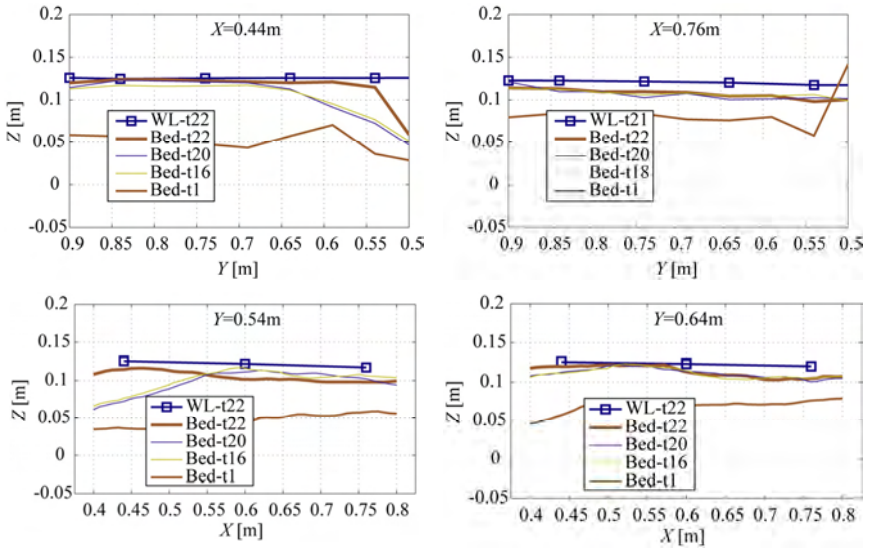 0.2
X=0.44m
0.15
0.1
WL-t22
Bed-t22
0.05
Bed-t20
Bed-t16
0
Bed-t1
-0.05
Z [m]
0.9 0.85 0.8 0.75 0.7 0.65 0.6 0.55 0.5
Y [m]
0.2
X=0.76m
0.15
0.1
WL-t21
Bed-t22
0.05
Bed-t20
Bed-t18
0
Bed-t1
-0.05
Z [m]
0.9 0.85 0.8 0.75 0.7 0.65 0.6 0.55 0.5
Y [m]
0.2
Y=0.54m
0.15
0.1
0.05
WL-t22
Bed-t22
0
Bed-t20
Bed-t16
Bed-t1
-0.05
Z [m]
0.4 0.45 0.5 0.55 0.6 0.65 0.7 0.75 0.8
X [m]
0.2
Y=0.64m
0.15
0.1
0.05
WL-t22
Bed-t22
0
Bed-t20
Bed-t16
Bed-t1
-0.05
Z [m]
0.4 0.45 0.5 0.55 0.6 0.65 0.7 0.75 0.8
X [m]